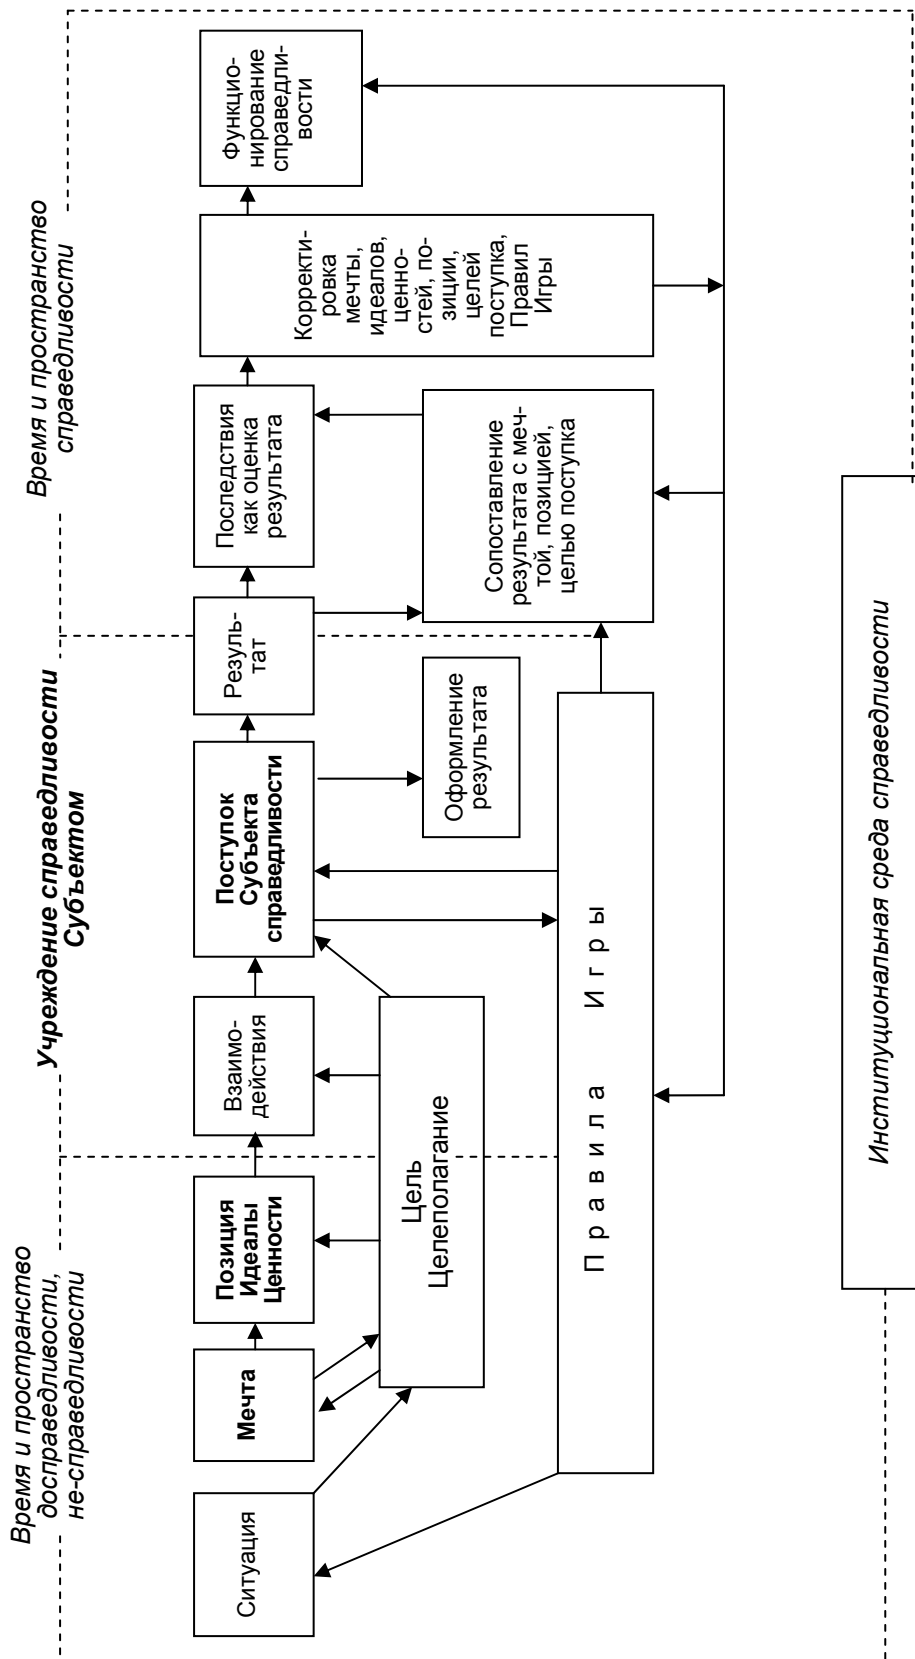 Время и пространство
досправедливости,
не-справедливости
Учреждение справедливости
Субъектом
Время и пространство
справедливости
Ситуация
Мечта
Позиция
Идеалы
Ценности
Взаимо-
действия
Поступок
Субъекта
справедливости
Резуль-
тат
Последствия
как оценка
результата
Корректи-
ровка
мечты,
идеалов,
ценно-
стей, по-
зиции,
целей
поступка,
Правил
Игры
Функцио-
нирование
справедли-
вости
Цель
Целеполагание
Оформление
результата
Сопоставление
результата с меч-
той, позицией,
целью поступка
Правила Игры
Институциональная среда справедливости